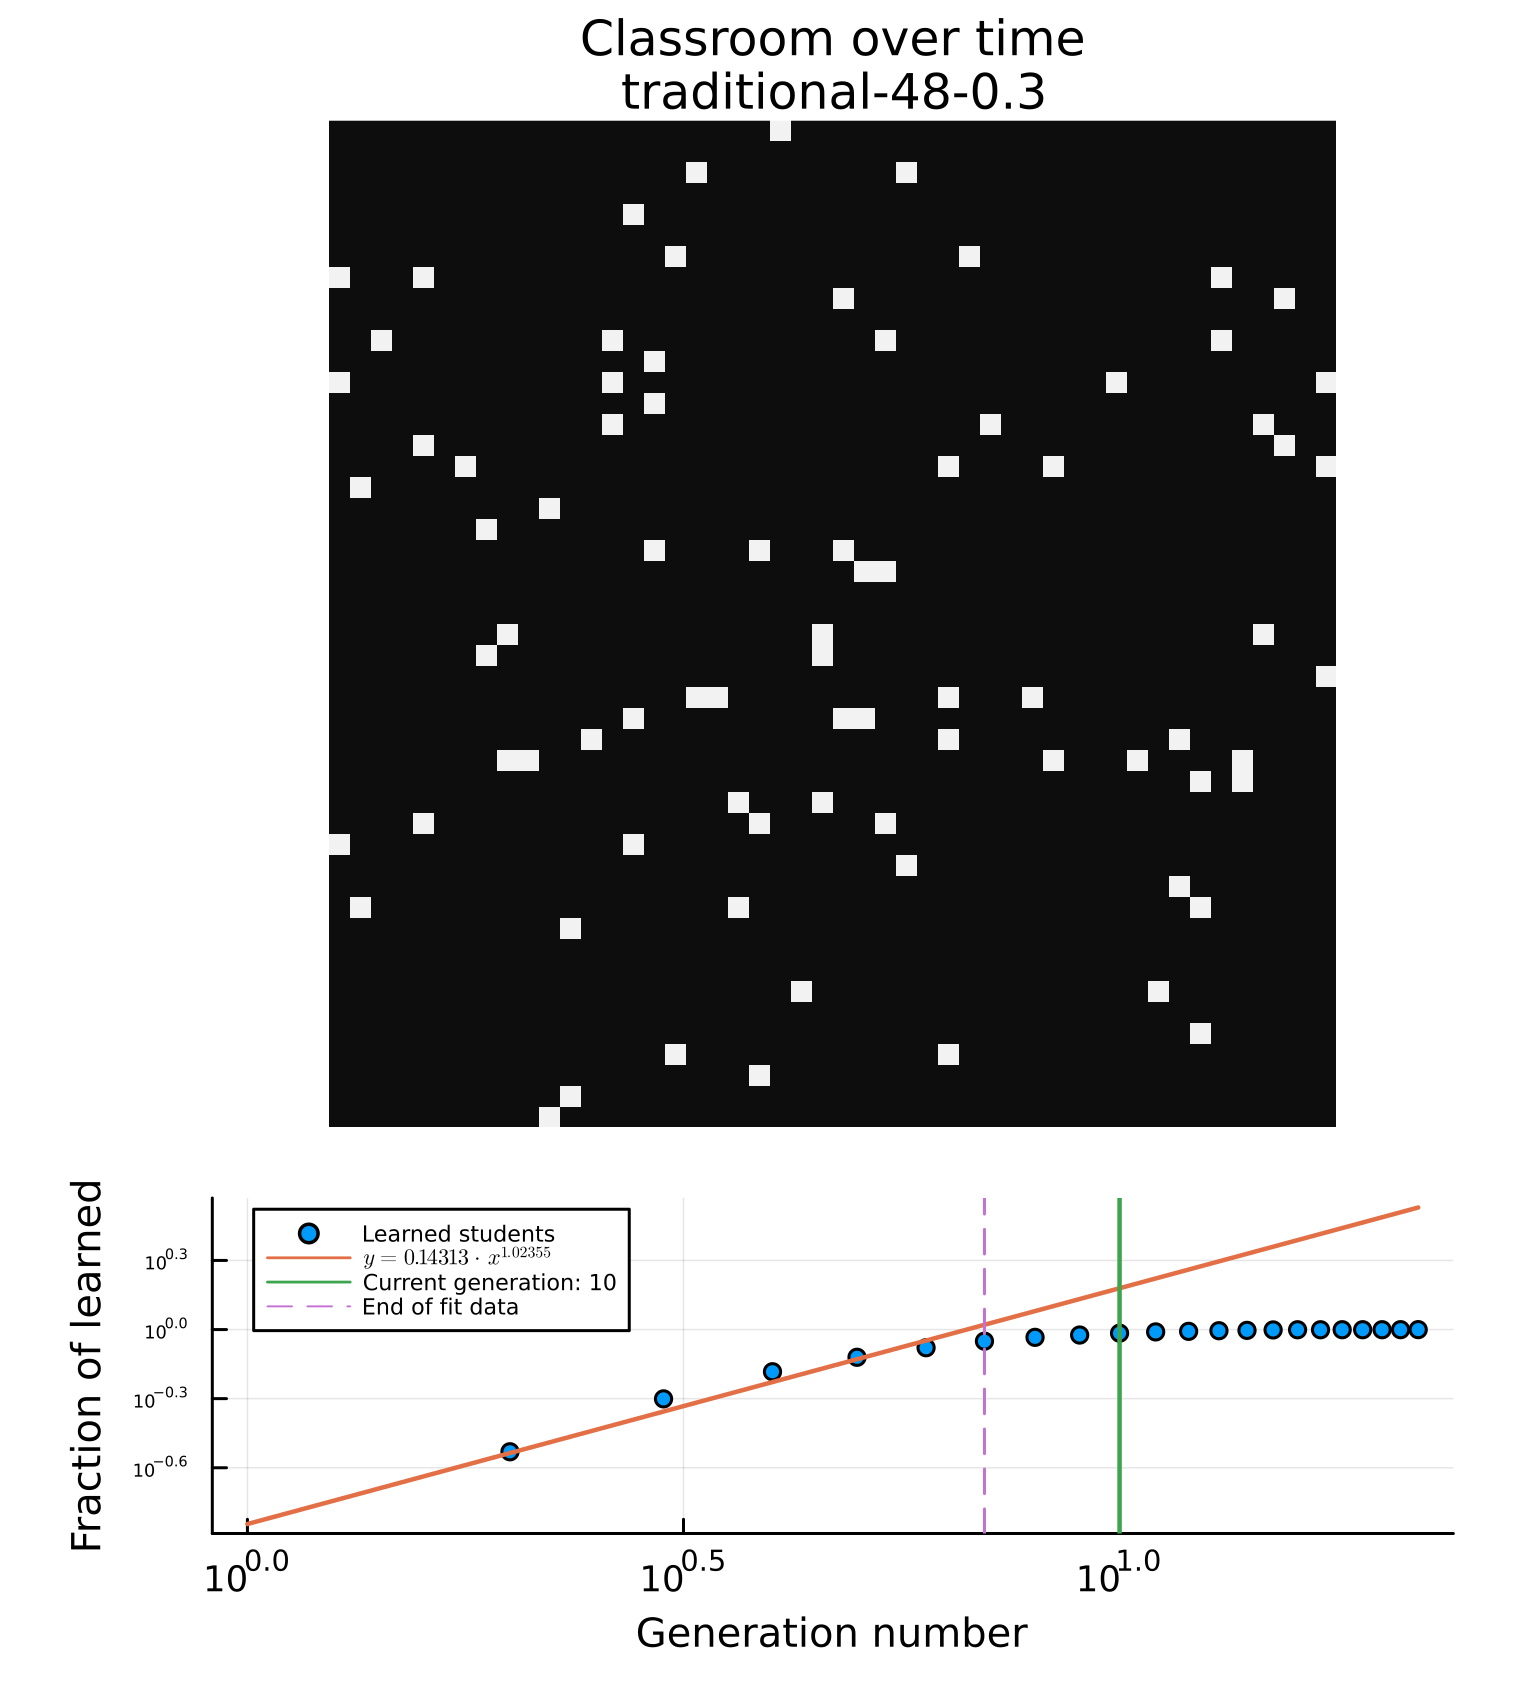 Classroom over time
traditional-48-0.3
Fraction of learned
Learned students
y = 0.14313 · x^1.02355
Current generation: 10
End of fit data
10^0.3
10^0.0
10^−0.3
10^−0.6
10^0.0 10^0.5 10^1.0
Generation number